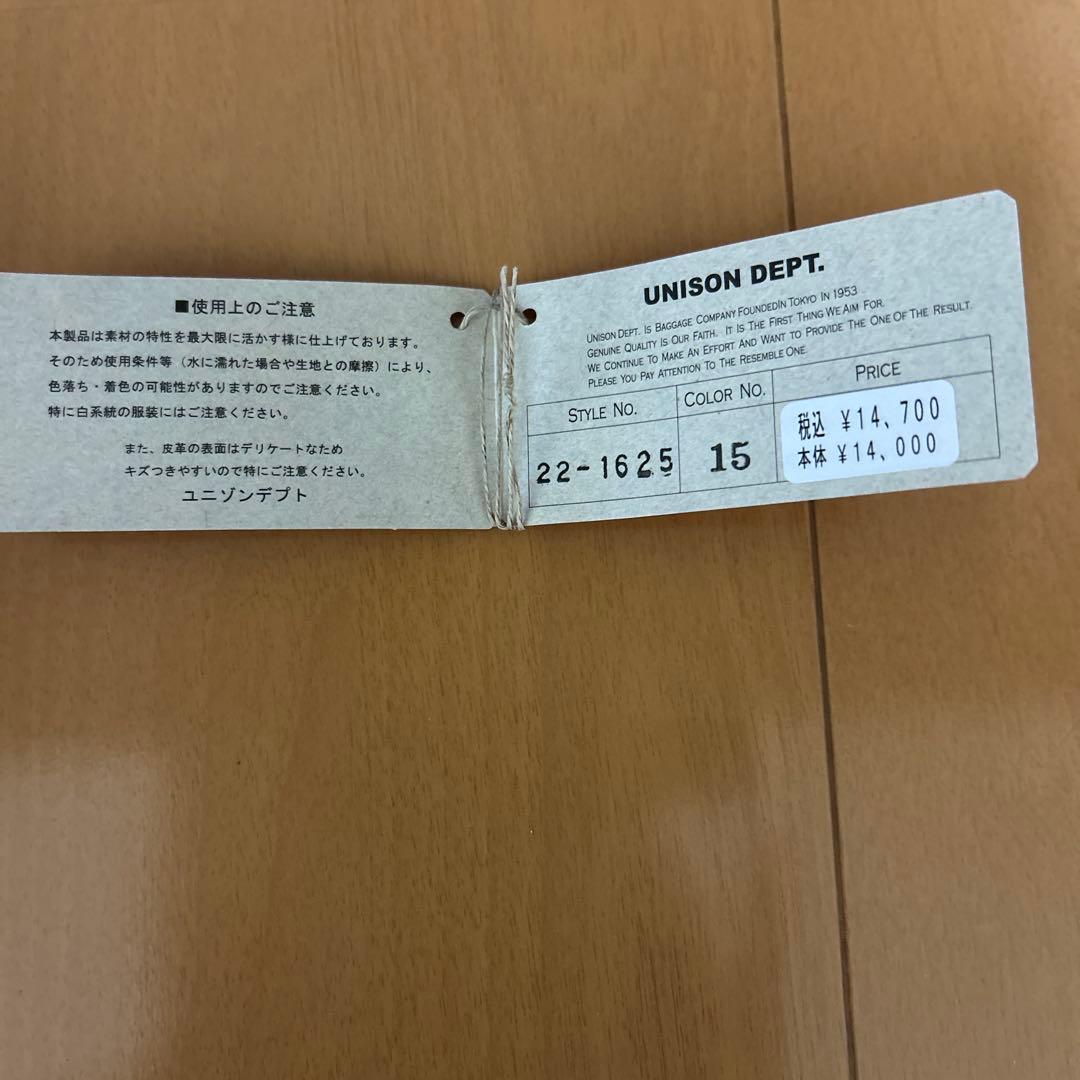 ■使用上のご注意
本製品は素材の特性を最大限に活かす様に仕上げております。
そのため使用条件等（水に濡れた場合や生地との摩擦）により、
色落ち・着色の可能性がありますのでご注意ください。
特に白系統の服装にはご注意ください。
また、皮革の表面はデリケートなため
キズつきやすいので特にご注意ください。
ユニゾンデプト
UNISON DEPT.
UNISON DEPT. IS BAGGAGE COMPANY FOUNDEDIN TOKYO IN 1953
GENUINE QUALITY IS OUR FAITH. IT IS THE FIRST THING WE AIM FOR.
WE CONTINUE TO MAKE AN EFFORT AND WANT TO PROVIDE THE ONE OF THE RESULT.
PLEASE YOU PAY ATTENTION TO THE RESEMBLE ONE.
STYLE NO. COLOR NO. PRICE
22-1625 15 税込 ¥14,700
本体 ¥14,000